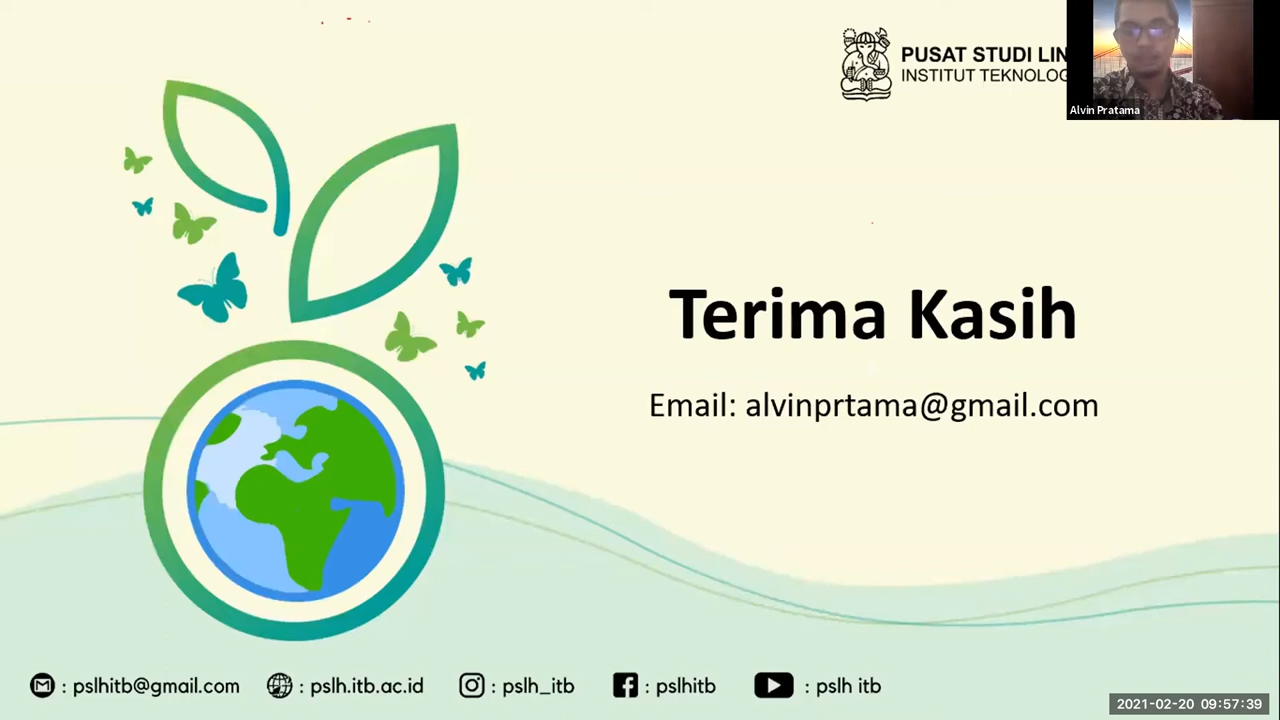 PUSAT STUDI LIN
INSTITUT TEKNOLOG
Alvin Pratama
Terima Kasih
Email: alvinprtama@gmail.com
: pslhitb@gmail.com : pslh.itb.ac.id : pslh_itb : pslhitb : pslh itb
2021-02-20 09:57:39